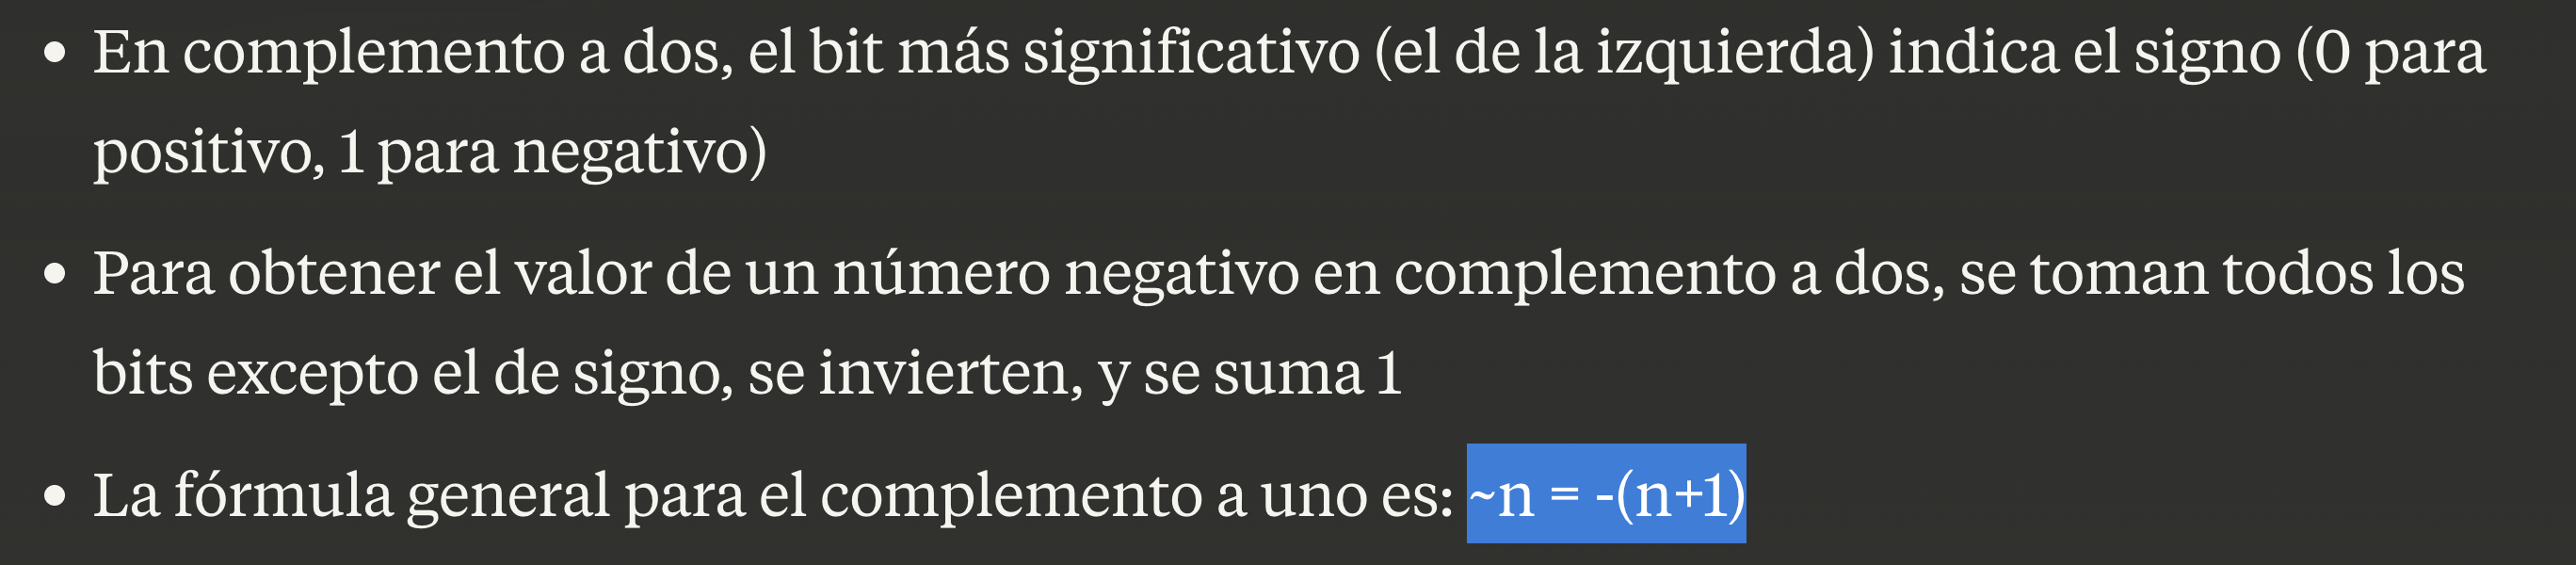 • En complemento a dos, el bit más significativo (el de la izquierda) indica el signo (0 para
positivo, 1 para negativo)
• Para obtener el valor de un número negativo en complemento a dos, se toman todos los
bits excepto el de signo, se invierten, y se suma 1
• La fórmula general para el complemento a uno es: ~n = -(n+1)